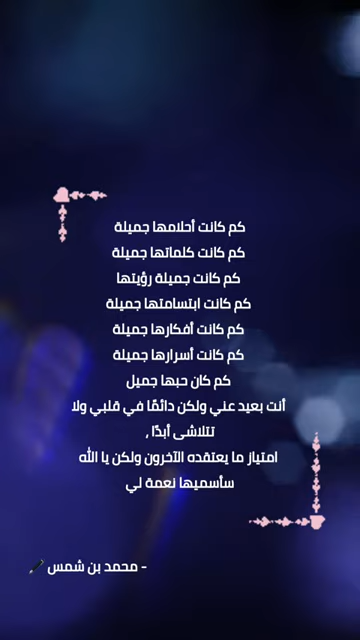 كم كانت أحلامها جميلة
كم كانت كلماتها جميلة
كم كانت جميلة رؤيتها
كم كانت ابتسامتها جميلة
كم كانت أفكارها جميلة
كم كانت أسرارها جميلة
كم كان حبها جميل
أنت بعيد عني ولكن دائمًا في قلبي ولا
تتلاشى أبدًا ,
امتياز ما يعتقده الآخرون ولكن يا الله
سأسميها نعمة لي
- محمد بن شمس